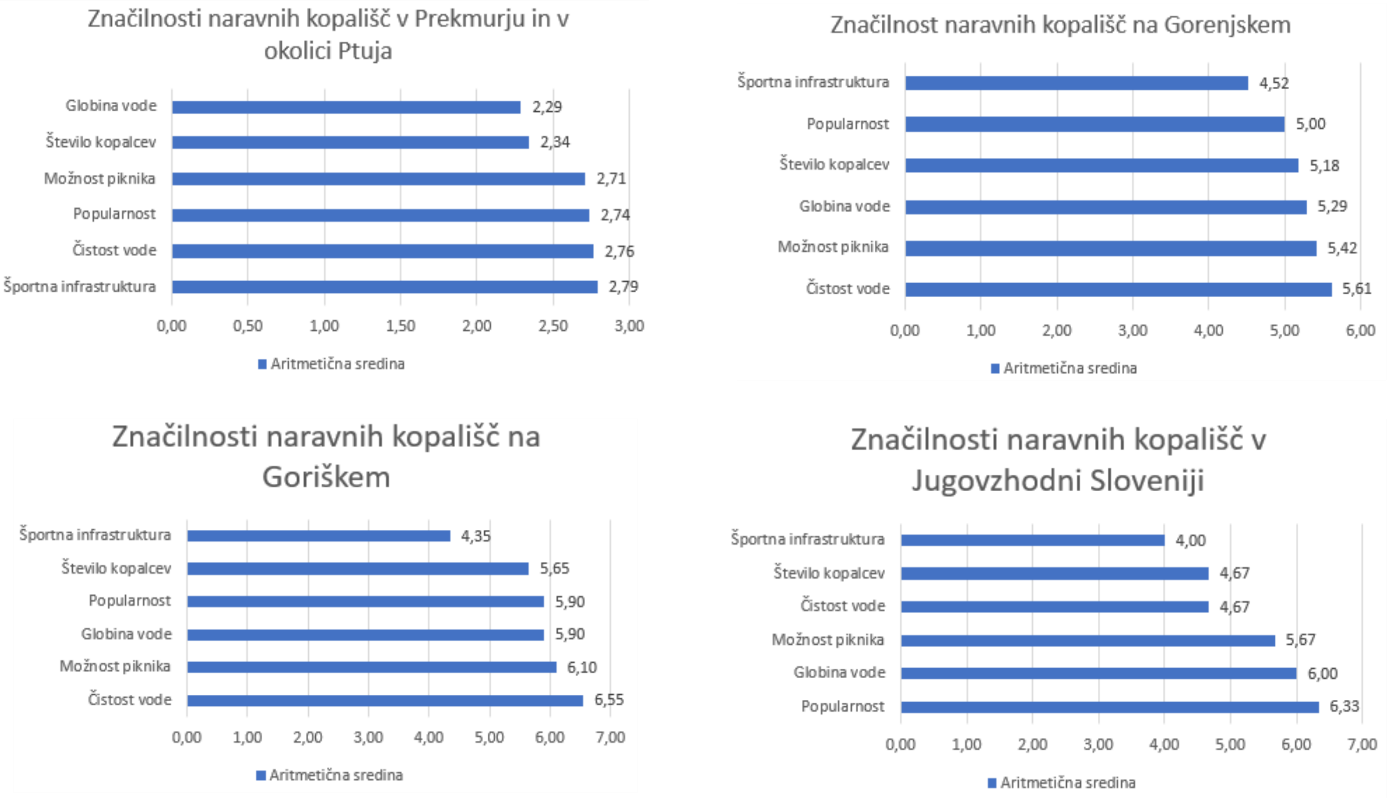 Značilnosti naravnih kopališč v Prekmurju in v
okolici Ptuja
Globina vode 2,29
Število kopalcev 2,34
Možnost piknika 2,71
Popularnost 2,74
Čistost vode 2,76
Športna infrastruktura 2,79
0,00 0,50 1,00 1,50 2,00 2,50 3,00
Aritmetična sredina
Značilnost naravnih kopališč na Gorenjskem
Športna infrastruktura 4,52
Popularnost 5,00
Število kopalcev 5,18
Globina vode 5,29
Možnost piknika 5,42
Čistost vode 5,61
0,00 1,00 2,00 3,00 4,00 5,00 6,00
Aritmetična sredina
Značilnosti naravnih kopališč na
Goriškem
Športna infrastruktura 4,35
Število kopalcev 5,65
Popularnost 5,90
Globina vode 5,90
Možnost piknika 6,10
Čistost vode 6,55
0,00 1,00 2,00 3,00 4,00 5,00 6,00 7,00
Aritmetična sredina
Značilnosti naravnih kopališč v
Jugovzhodni Sloveniji
Športna infrastruktura 4,00
Število kopalcev 4,67
Čistost vode 4,67
Možnost piknika 5,67
Globina vode 6,00
Popularnost 6,33
0,00 1,00 2,00 3,00 4,00 5,00 6,00 7,00
Aritmetična sredina